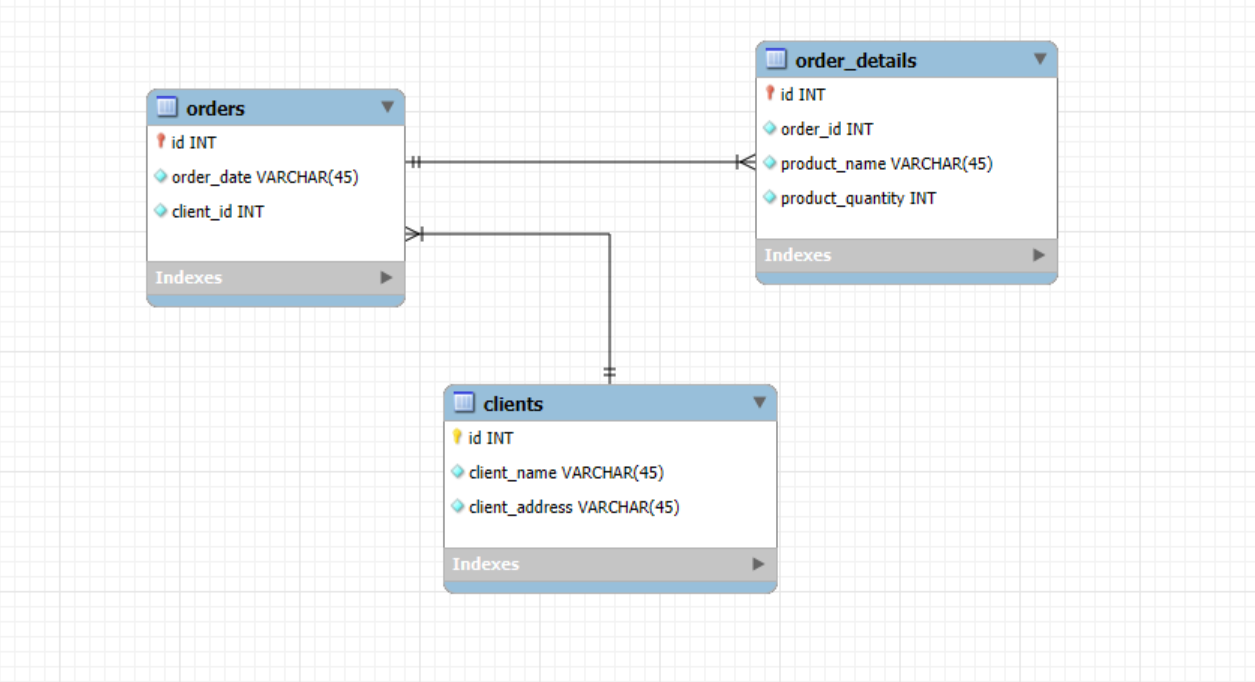 orders
id INT
order_date VARCHAR(45)
client_id INT
Indexes
order_details
id INT
order_id INT
product_name VARCHAR(45)
product_quantity INT
Indexes
clients
id INT
client_name VARCHAR(45)
client_address VARCHAR(45)
Indexes